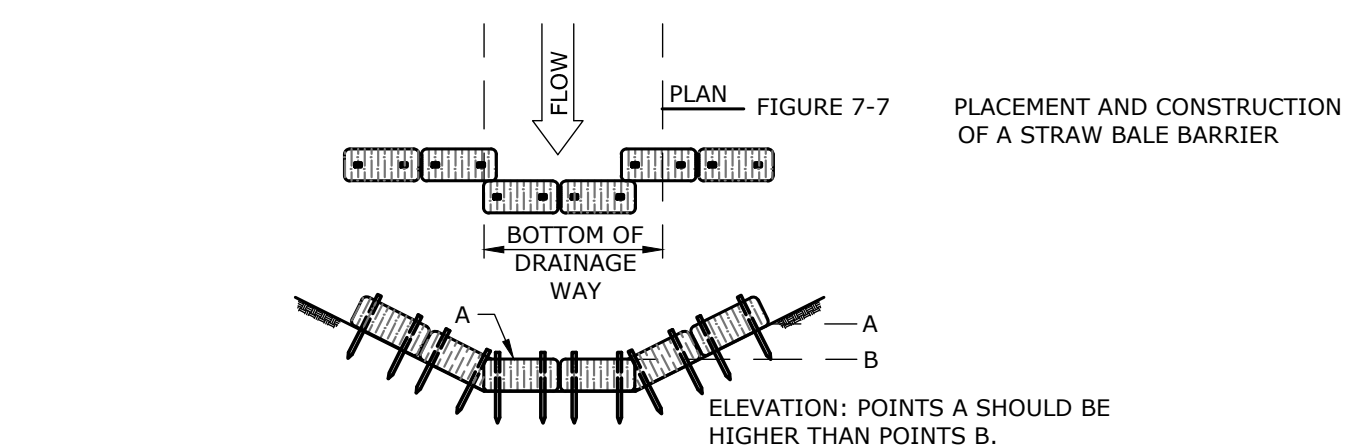 FLOW
PLAN
FIGURE 7-7
PLACEMENT AND CONSTRUCTION
OF A STRAW BALE BARRIER
BOTTOM OF
DRAINAGE
WAY
A
A
B
ELEVATION: POINTS A SHOULD BE
HIGHER THAN POINTS B.